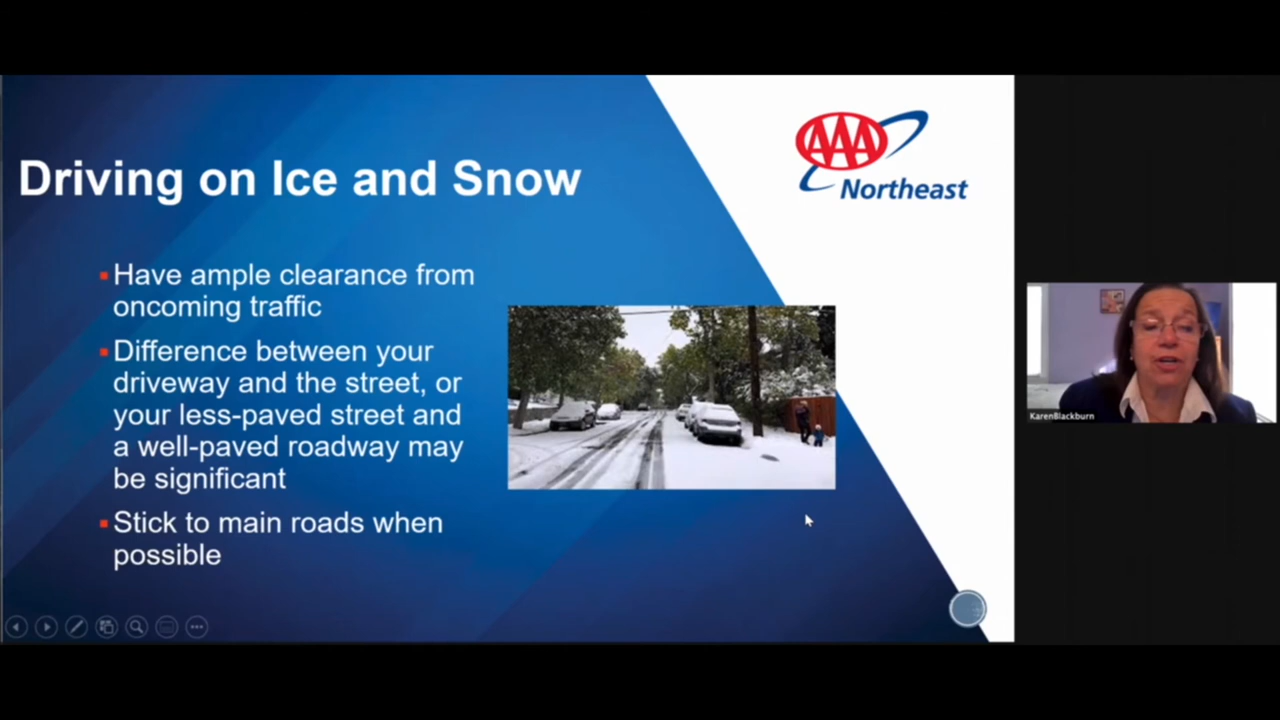 AAA
Northeast
Driving on Ice and Snow
Have ample clearance from
oncoming traffic
Difference between your
driveway and the street, or
your less-paved street and
a well-paved roadway may
be significant
Stick to main roads when
possible
KarenBlackburn